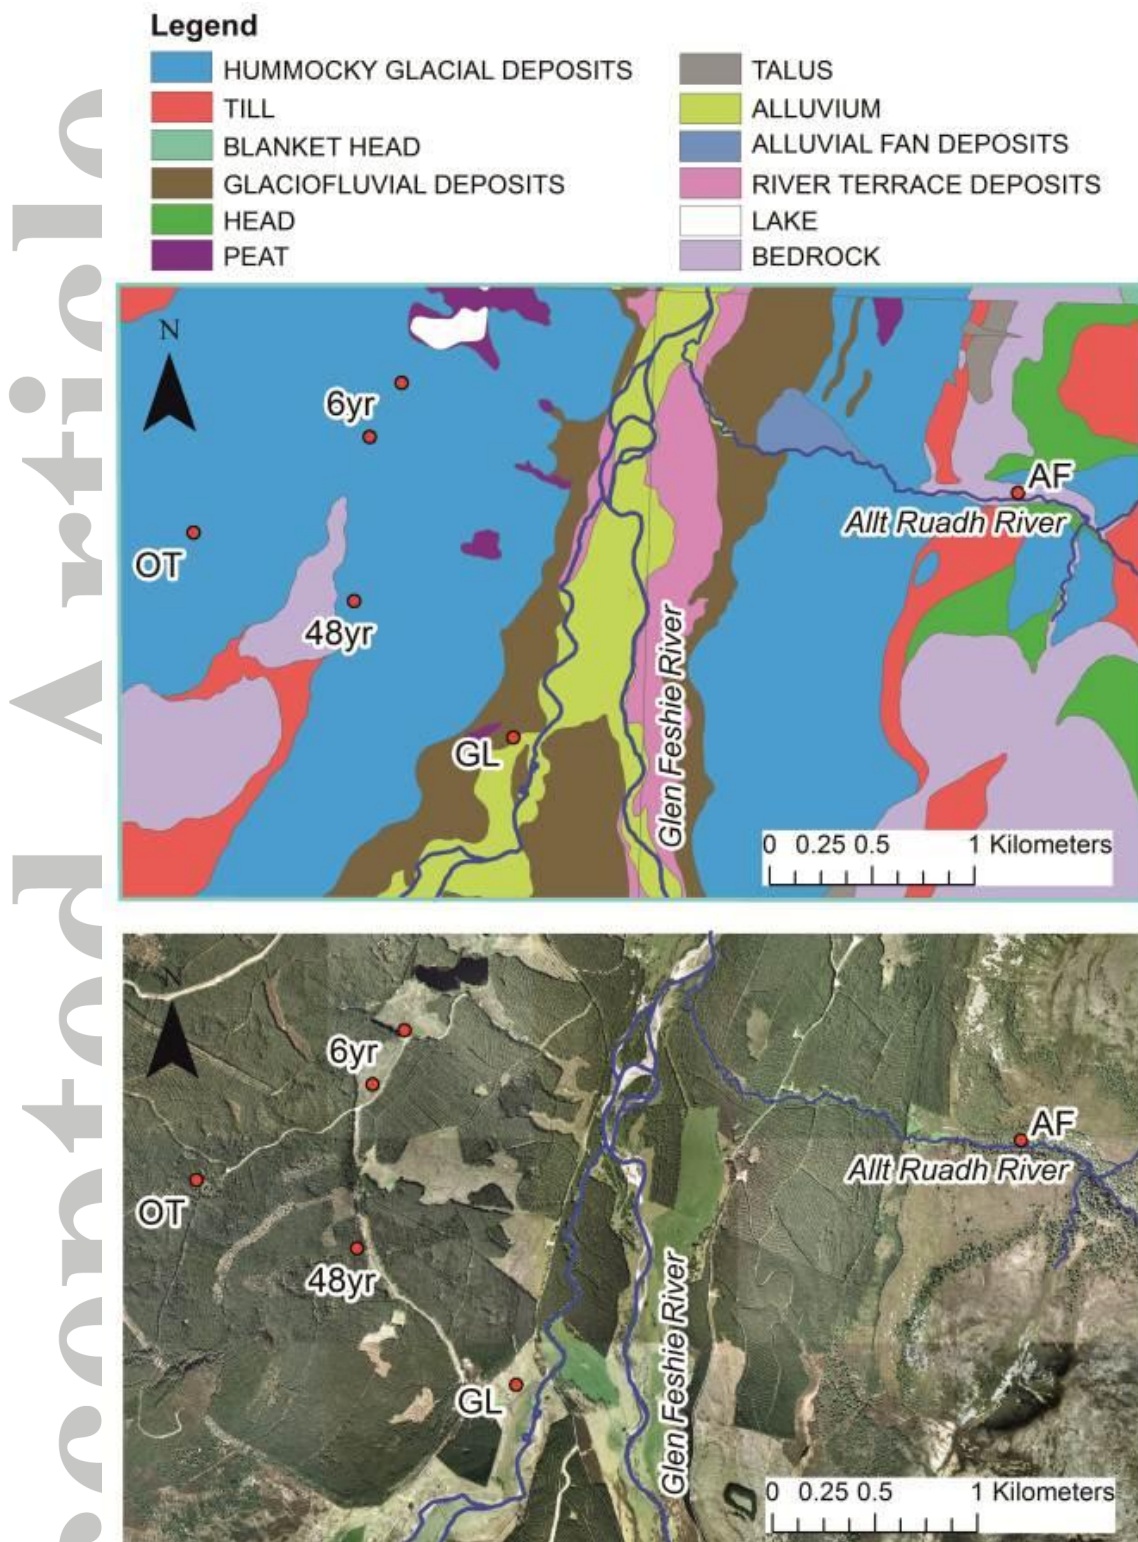 Accepted Article
Legend
HUMMOCKY GLACIAL DEPOSITS
TILL
BLANKET HEAD
GLACIOFLUVIAL DEPOSITS
HEAD
PEAT
TALUS
ALLUVIUM
ALLUVIAL FAN DEPOSITS
RIVER TERRACE DEPOSITS
LAKE
BEDROCK
N
6yr
OT
48yr
GL
AF
Allt Ruadh River
Glen Feshie River
0 0.25 0.5 1 Kilometers
N
6yr
OT
48yr
GL
AF
Allt Ruadh River
Glen Feshie River
0 0.25 0.5 1 Kilometers